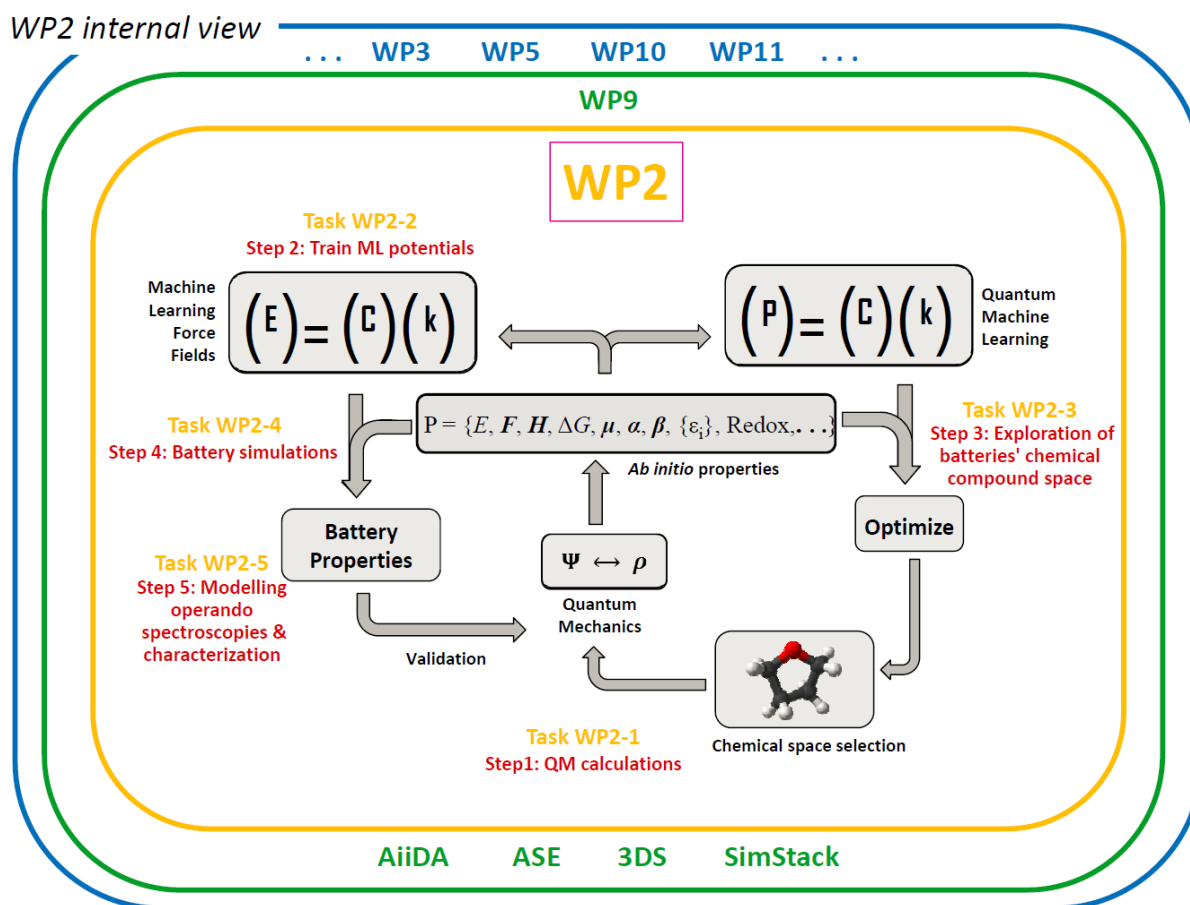 WP2 internal view
. . . WP3 WP5 WP10 WP11 . . .
WP9
WP2
Task WP2-2
Step 2: Train ML potentials
Machine
Learning
Force
Fields
(E)=(C)(k)
(P)=(C)(k)
Quantum
Machine
Learning
Task WP2-4
Step 4: Battery simulations
P = {E, F, H, ΔG, μ, α, β, {εi}, Redox,...}
Ab initio properties
Task WP2-3
Step 3: Exploration of
batteries' chemical
compound space
Battery
Properties
Optimize
Task WP2-5
Step 5: Modelling
operando
spectroscopies &
characterization
Ψ ↔ ρ
Quantum
Mechanics
Validation
Task WP2-1
Step1: QM calculations
Chemical space selection
AiiDA ASE 3DS SimStack